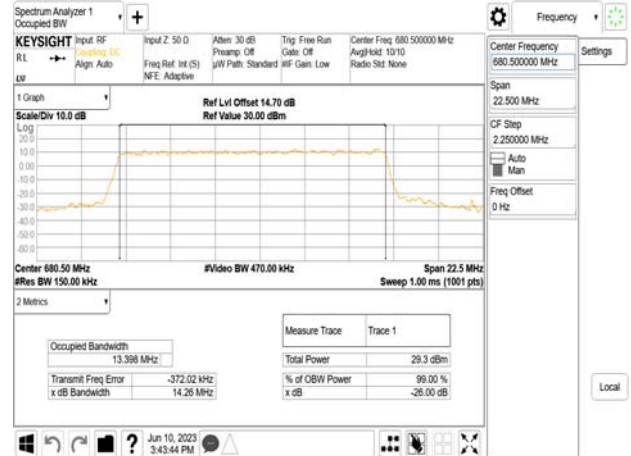 Spectrum Analyzer 1
Occupied BW
Frequency
KEYSIGHT
Input: RF
Coupling: DC
Align: Auto
RL
LV
Input Z: 50 Ω
Freq Ref: Int (S)
NFE: Adaptive
Atten: 30 dB
Preamp: Off
µW Path: Standard
Trig: Free Run
Gate: Off
#IF Gain: Low
Center Freq: 680.500000 MHz
Avg|Hold: 10/10
Radio Std: None
Center Frequency
680.500000 MHz
Settings
Span
22.500 MHz
CF Step
2.250000 MHz
Auto
Man
Freq Offset
0 Hz
1 Graph
Scale/Div 10.0 dB
Ref Lvl Offset 14.70 dB
Ref Value 30.00 dBm
Log
20.0
10.0
0.00
-10.0
-20.0
-30.0
-40.0
-50.0
-60.0
Center 680.50 MHz
#Video BW 470.00 kHz
Span 22.5 MHz
#Res BW 150.00 kHz
Sweep 1.00 ms (1001 pts)
2 Metrics
Measure Trace Trace 1
Occupied Bandwidth
13.398 MHz
Total Power 29.3 dBm
Transmit Freq Error -372.02 kHz
% of OBW Power 99.00 %
x dB Bandwidth 14.26 MHz
x dB -26.00 dB
Local
?
Jun 10, 2023
3:43:44 PM